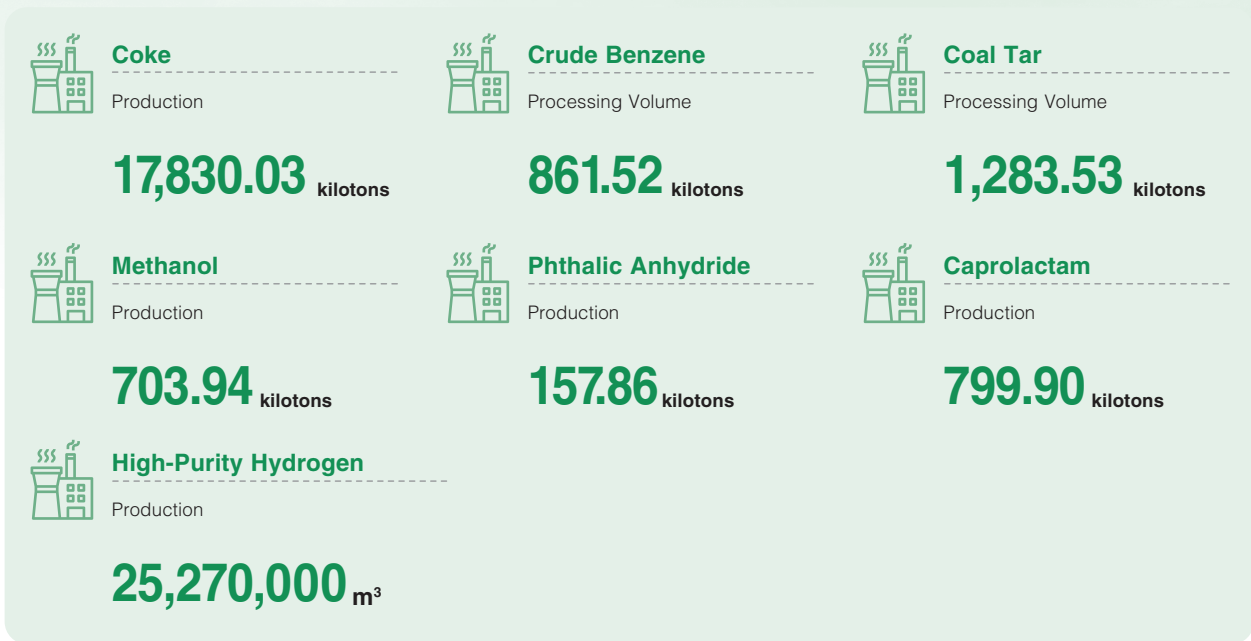 Coke
Production
17,830.03 kilotons
Crude Benzene
Processing Volume
861.52 kilotons
Coal Tar
Processing Volume
1,283.53 kilotons
Methanol
Production
703.94 kilotons
Phthalic Anhydride
Production
157.86 kilotons
Caprolactam
Production
799.90 kilotons
High-Purity Hydrogen
Production
25,270,000 m³